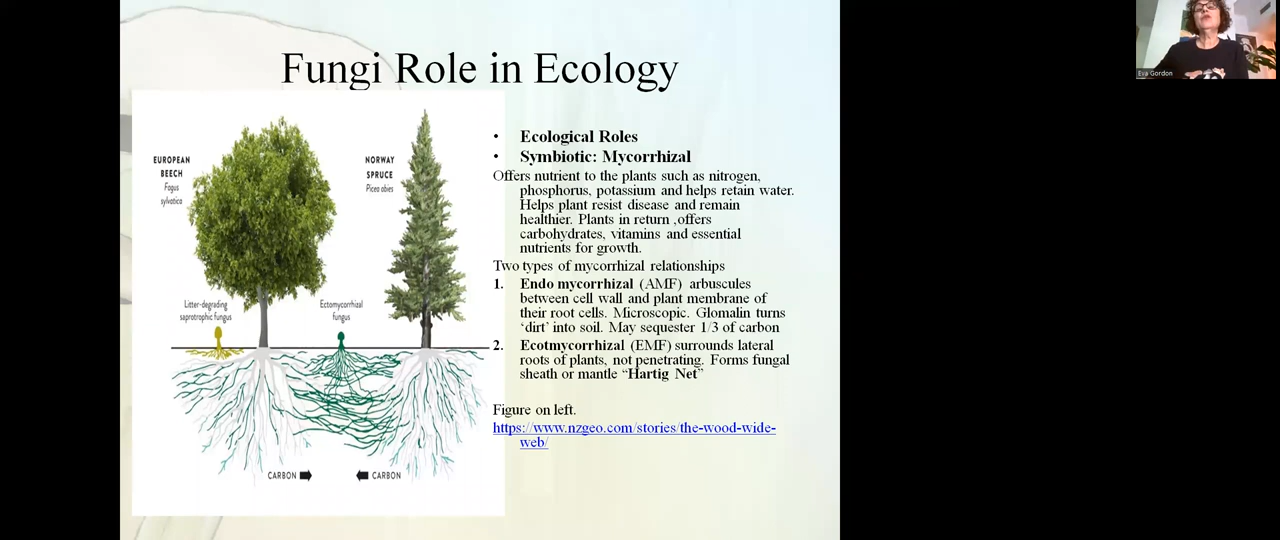 Fungi Role in Ecology
EUROPEAN
BEECH
Fagus
sylvatica
NORWAY
SPRUCE
Picea abies
Litter-degrading
saprotrophic fungus
Ectomycorrhizal
fungus
CARBON
CARBON
• Ecological Roles
• Symbiotic: Mycorrhizal
Offers nutrient to the plants such as nitrogen,
phosphorus, potassium and helps retain water.
Helps plant resist disease and remain
healthier. Plants in return ,offers
carbohydrates, vitamins and essential
nutrients for growth.
Two types of mycorrhizal relationships
1. Endo mycorrhizal (AMF) arbuscules
between cell wall and plant membrane of
their root cells. Microscopic. Glomalin turns
‘dirt’ into soil. May sequester 1/3 of carbon
2. Ecotmycorrhizal (EMF) surrounds lateral
roots of plants, not penetrating. Forms fungal
sheath or mantle “Hartig Net”
Figure on left.
https://www.nzgeo.com/stories/the-wood-wide-
web/
Eva Gordon